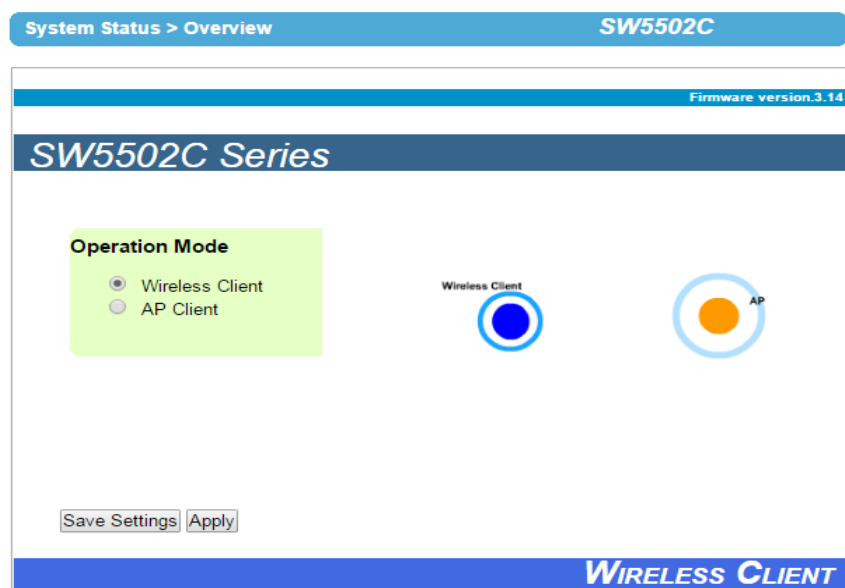 System Status > Overview SW5502C
Firmware version.3.14
SW5502C Series
Operation Mode
Wireless Client
AP Client
Wireless Client
AP
Save Settings Apply
WIRELESS CLIENT